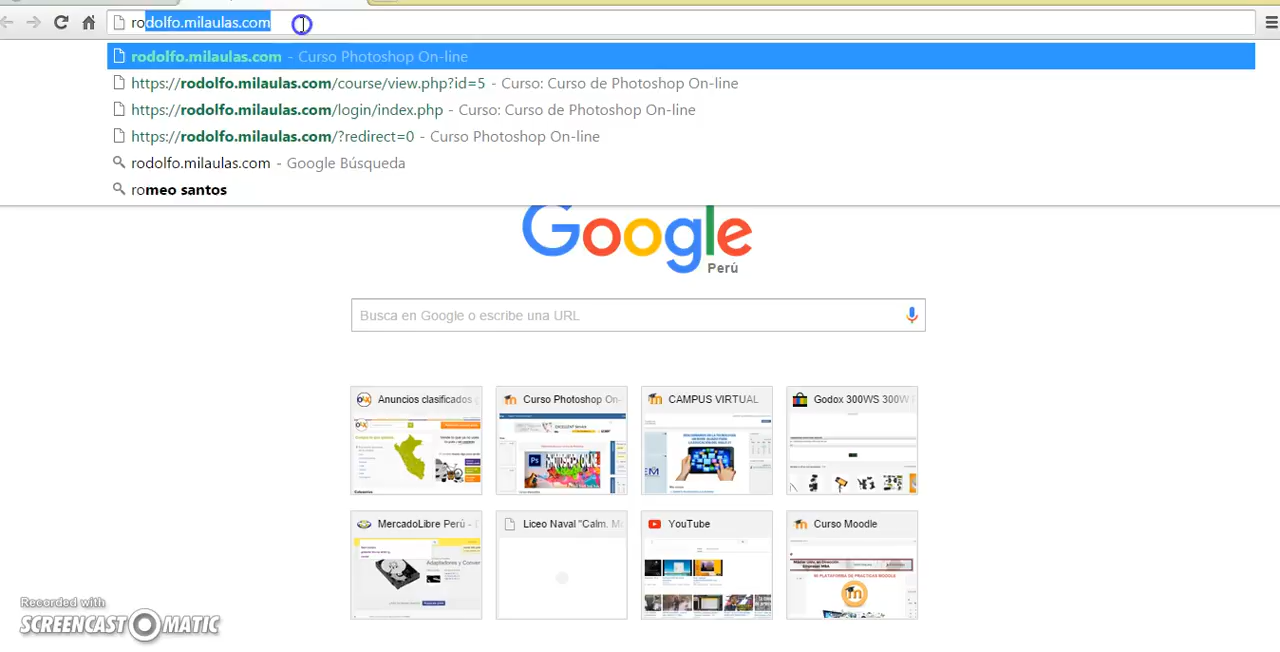 rodolfo.milaulas.com
rodolfo.milaulas.com - Curso Photoshop On-line
https://rodolfo.milaulas.com/course/view.php?id=5 - Curso: Curso de Photoshop On-line
https://rodolfo.milaulas.com/login/index.php - Curso: Curso de Photoshop On-line
https://rodolfo.milaulas.com/?redirect=0 - Curso Photoshop On-line
rodolfo.milaulas.com - Google Búsqueda
romeo santos
Google
Perú
Busca en Google o escribe una URL
Anuncios clasificados
Curso Photoshop On-
CAMPUS VIRTUAL
Godox 300WS 300W
OLX
Ps
MercadoLibre Perú -
Liceo Naval "Calm. M
YouTube
Curso Moodle
Recorded with
SCREENCAST MATIC